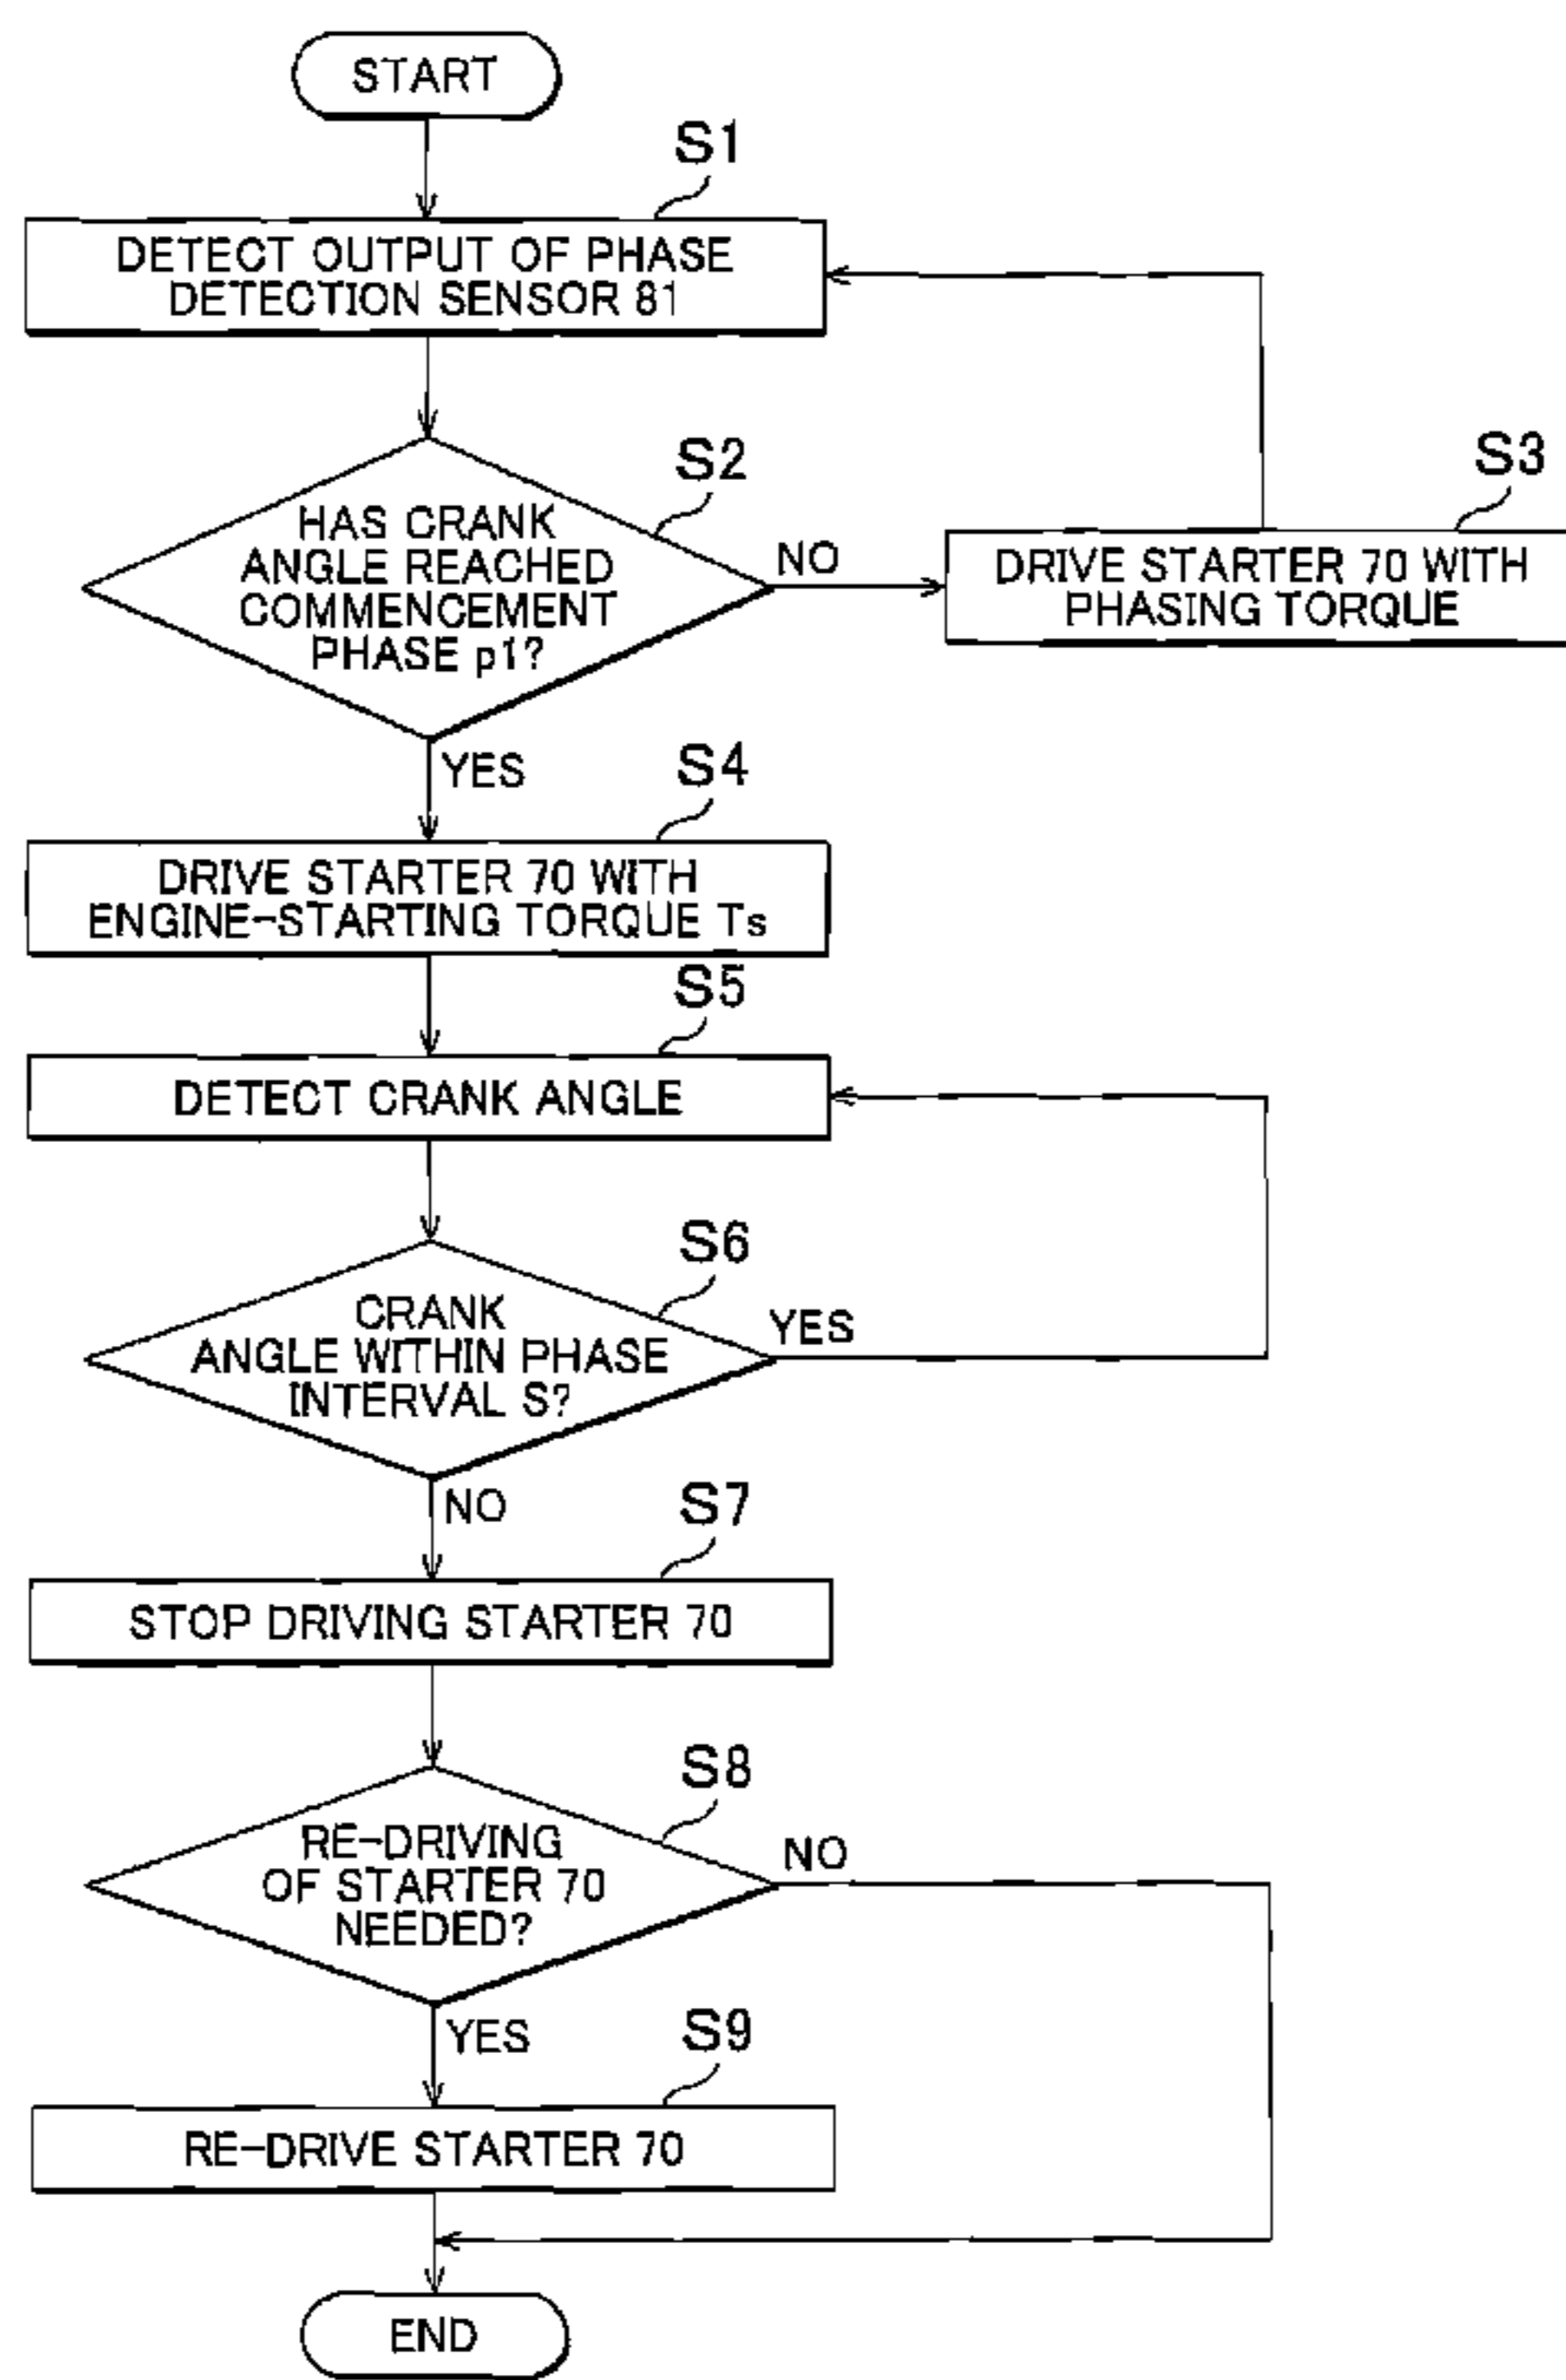 START
S1
DETECT OUTPUT OF PHASE
DETECTION SENSOR 81
S2
HAS CRANK
ANGLE REACHED
COMMENCEMENT
PHASE p1?
NO
S3
DRIVE STARTER 70 WITH
PHASING TORQUE
YES
S4
DRIVE STARTER 70 WITH
ENGINE-STARTING TORQUE Ts
S5
DETECT CRANK ANGLE
S6
CRANK
ANGLE WITHIN PHASE
INTERVAL S?
YES
NO
S7
STOP DRIVING STARTER 70
S8
RE-DRIVING
OF STARTER 70
NEEDED?
NO
YES
S9
RE-DRIVE STARTER 70
END